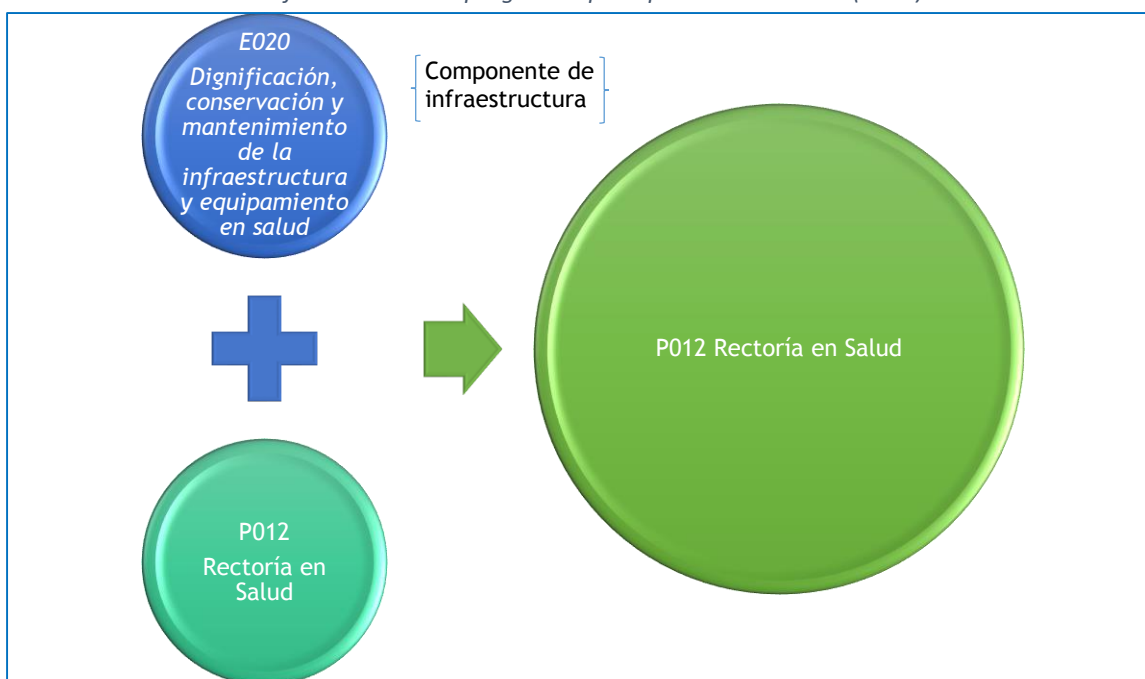 E020
Dignificación,
conservación y
mantenimiento
de la
infraestructura
y equipamiento
en salud
Componente de
infraestructura
P012 Rectoría en Salud
P012
Rectoría en
Salud